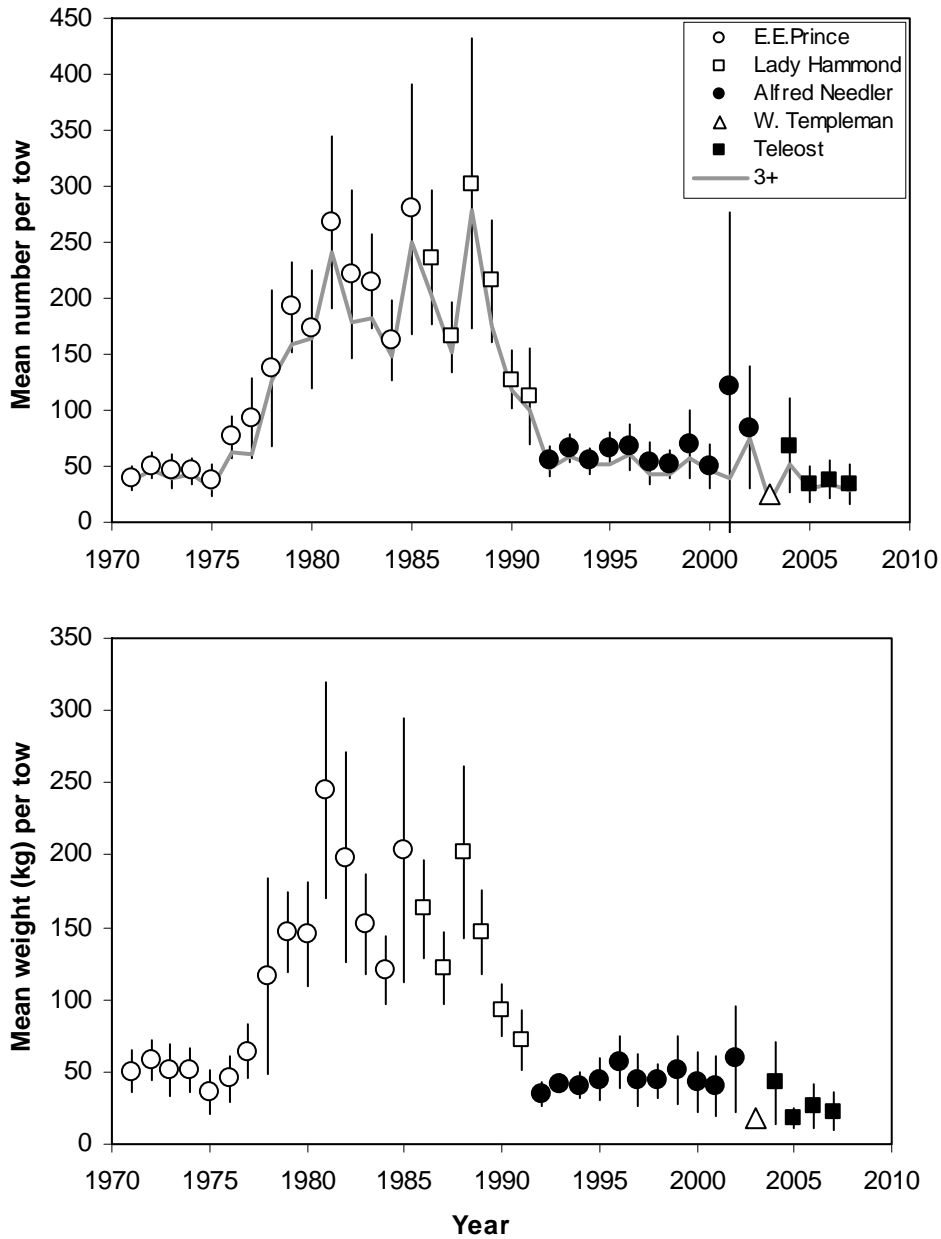 450
400
350
300
250
200
150
100
50
0
Mean number per tow
E.E.Prince
Lady Hammond
Alfred Needler
W. Templeman
Teleost
3+
1970 1975 1980 1985 1990 1995 2000 2005 2010
350
300
250
200
150
100
50
0
Mean weight (kg) per tow
1970 1975 1980 1985 1990 1995 2000 2005 2010
Year